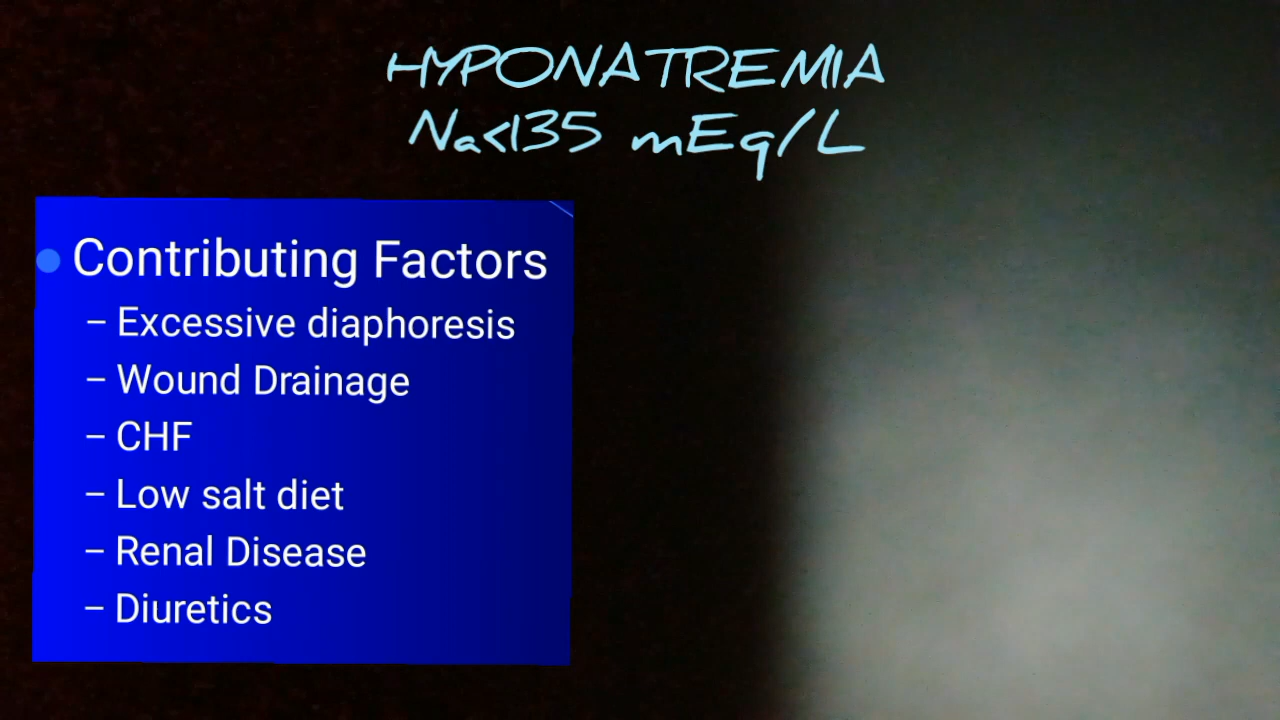 HYPONATREMIA
Na<135 mEq/L
Contributing Factors
– Excessive diaphoresis
– Wound Drainage
– CHF
– Low salt diet
– Renal Disease
– Diuretics